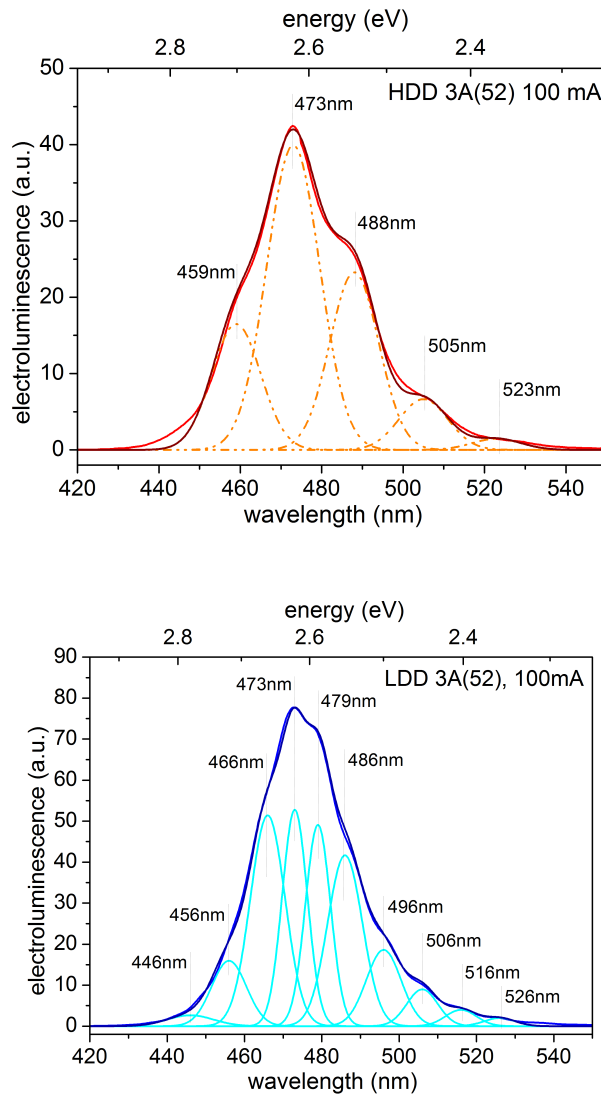 energy (eV)
2.8 2.6 2.4
HDD 3A(52) 100 mA
473nm
488nm
459nm
505nm
523nm
electroluminescence (a.u.)
50
40
30
20
10
0
420 440 460 480 500 520 540
wavelength (nm)
energy (eV)
2.8 2.6 2.4
LDD 3A(52), 100mA
473nm
479nm
466nm
486nm
456nm
496nm
446nm
506nm
516nm
526nm
electroluminescence (a.u.)
90
80
70
60
50
40
30
20
10
0
420 440 460 480 500 520 540
wavelength (nm)